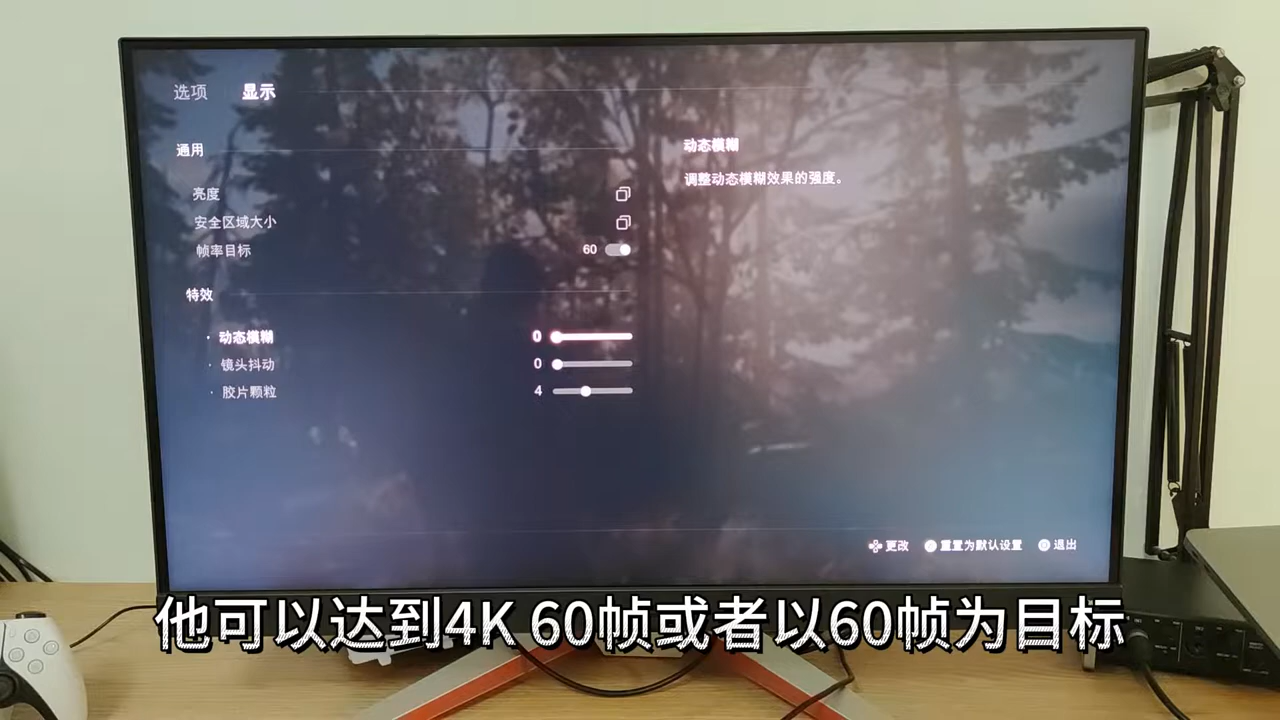 选项 显示
通用
亮度
安全区域大小
帧率目标 60
特效
· 动态模糊 0
· 镜头抖动 0
· 胶片颗粒 4
动态模糊
调整动态模糊效果的强度。
更改 重置为默认设置 退出
他可以达到4K 60帧或者以60帧为目标